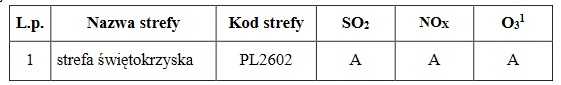 L.p. Nazwa strefy Kod strefy SO₂ NOX O₃¹
1 strefa świętokrzyska PL2602 A A A